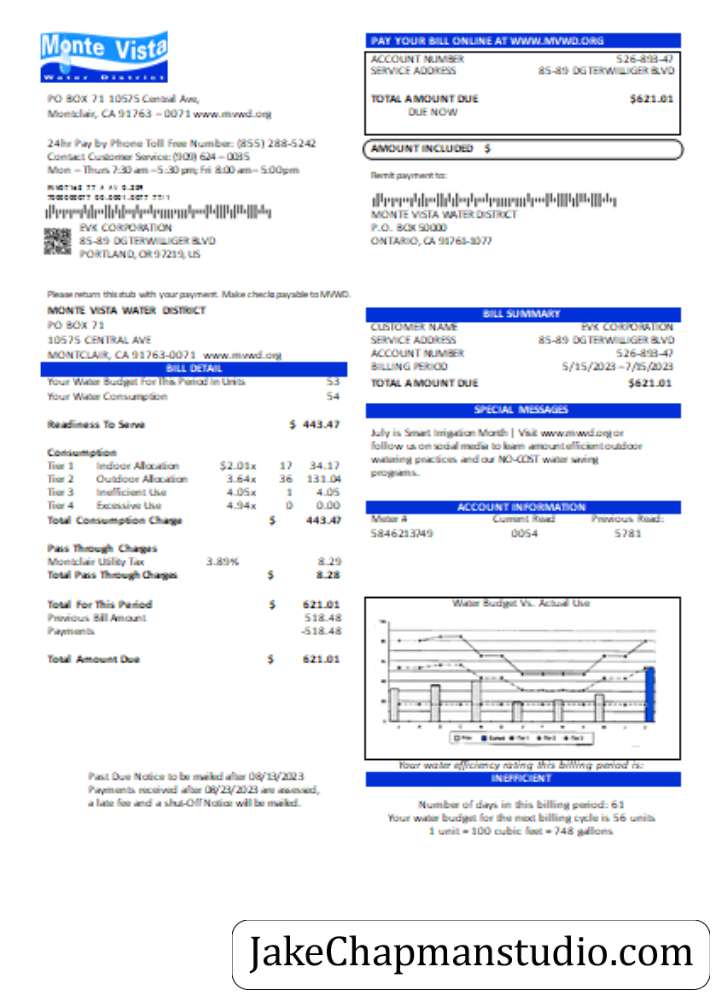 Monte Vista
Water District
PO BOX 71 10575 Central Ave,
Montclair, CA 91763 – 0071 www.mvwd.org
24hr Pay by Phone Toll Free Number: (855) 288-5242
Contact Customer Service: (909) 624 – 0035
Mon – Thurs 7:30 am – 5:30 pm; Fri 8:00 am – 5:00pm
EVK CORPORATION
85-89 DG TERWILLIGER BLVD
PORTLAND, OR 97219, US
PAY YOUR BILL ONLINE AT WWW.MVWD.ORG
ACCOUNT NUMBER 526-893-47
SERVICE ADDRESS 85-89 DG TERWILLIGER BLVD
TOTAL AMOUNT DUE $621.01
DUE NOW
AMOUNT INCLUDED $
Remit payment to:
MONTE VISTA WATER DISTRICT
P.O. BOX 50000
ONTARIO, CA 91761-1077
Please return this stub with your payment. Make checks payable to MVWD.
MONTE VISTA WATER DISTRICT
PO BOX 71
10575 CENTRAL AVE
MONTCLAIR, CA 91763-0071 www.mvwd.org
BILL DETAIL
Your Water Budget For This Period In Units 53
Your Water Consumption 54
Readiness To Serve $ 443.47
Consumption
Tier 1 Indoor Allocation $2.01x 17 34.17
Tier 2 Outdoor Allocation 3.64x 36 131.04
Tier 3 Inefficient Use 4.05x 1 4.05
Tier 4 Excessive Use 4.94x 0 0.00
Total Consumption Charge $ 443.47
Pass Through Charges
Montclair Utility Tax 3.89% 8.29
Total Pass Through Charges $ 8.28
Total For This Period $ 621.01
Previous Bill Amount 518.48
Payments -518.48
Total Amount Due $ 621.01
Past Due Notice to be mailed after 08/13/2023
Payments received after 08/23/2023 are assessed,
a late fee and a shut-Off Notice will be mailed.
BILL SUMMARY
CUSTOMER NAME EVK CORPORATION
SERVICE ADDRESS 85-89 DG TERWILLIGER BLVD
ACCOUNT NUMBER 526-893-47
BILLING PERIOD 5/15/2023 – 7/15/2023
TOTAL AMOUNT DUE $621.01
SPECIAL MESSAGES
July is Smart Irrigation Month | Visit www.mvwd.org or
folllow us on social media to learn amount efficient outdoor
watering practices and our NO-COST water saving
programs.
ACCOUNT INFORMATION
Meter # Current Read Previous Read:
5846213749 0054 5781
Water Budget Vs. Actual Use
Your water efficiency rating this billing period is:
INEFFICIENT
Number of days in this billing period: 61
Your water budget for the next billling cycle is 56 units
1 unit = 100 cubic feet = 748 gallons
JakeChapmanstudio.com